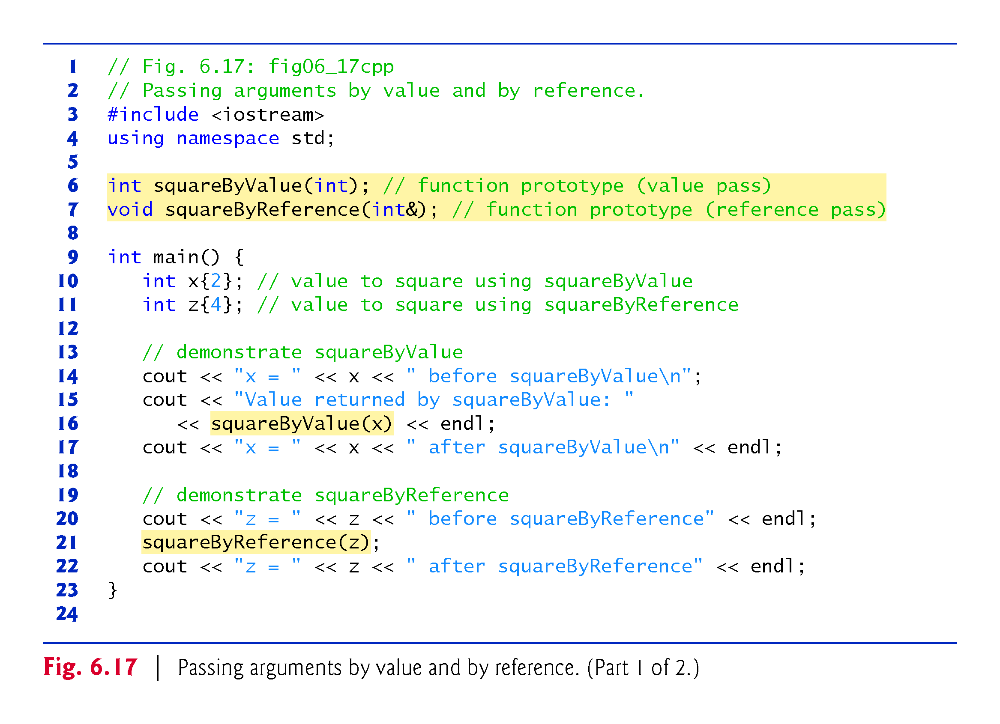 1 // Fig. 6.17: fig06_17cpp
2 // Passing arguments by value and by reference.
3 #include <iostream>
4 using namespace std;
5
6 int squareByValue(int); // function prototype (value pass)
7 void squareByReference(int&); // function prototype (reference pass)
8
9 int main() {
10    int x{2}; // value to square using squareByValue
11    int z{4}; // value to square using squareByReference
12
13    // demonstrate squareByValue
14    cout << "x = " << x << " before squareByValue\n";
15    cout << "Value returned by squareByValue: "
16       << squareByValue(x) << endl;
17    cout << "x = " << x << " after squareByValue\n" << endl;
18
19    // demonstrate squareByReference
20    cout << "z = " << z << " before squareByReference" << endl;
21    squareByReference(z);
22    cout << "z = " << z << " after squareByReference" << endl;
23 }
24
Fig. 6.17 | Passing arguments by value and by reference. (Part 1 of 2.)